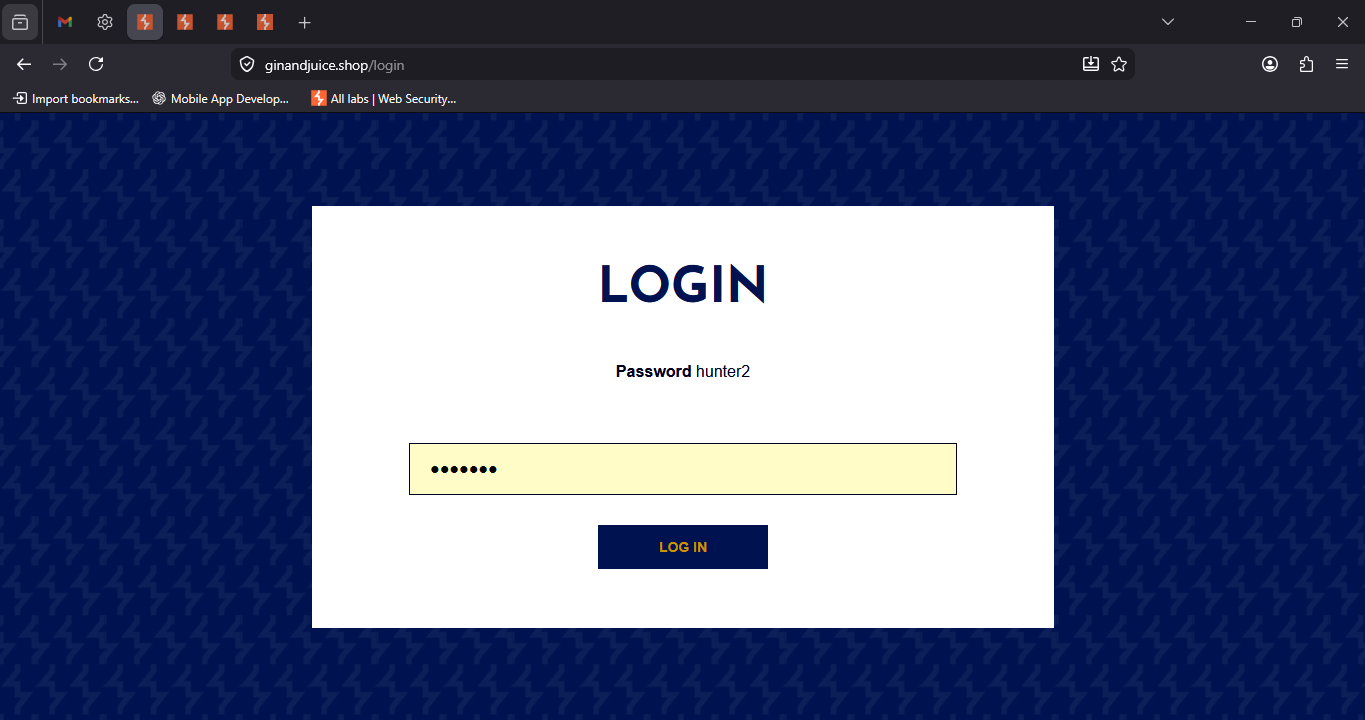 ginandjuice.shop/login
Import bookmarks... Mobile App Develop... All labs | Web Security...
LOGIN
Password hunter2
•••••••
LOG IN